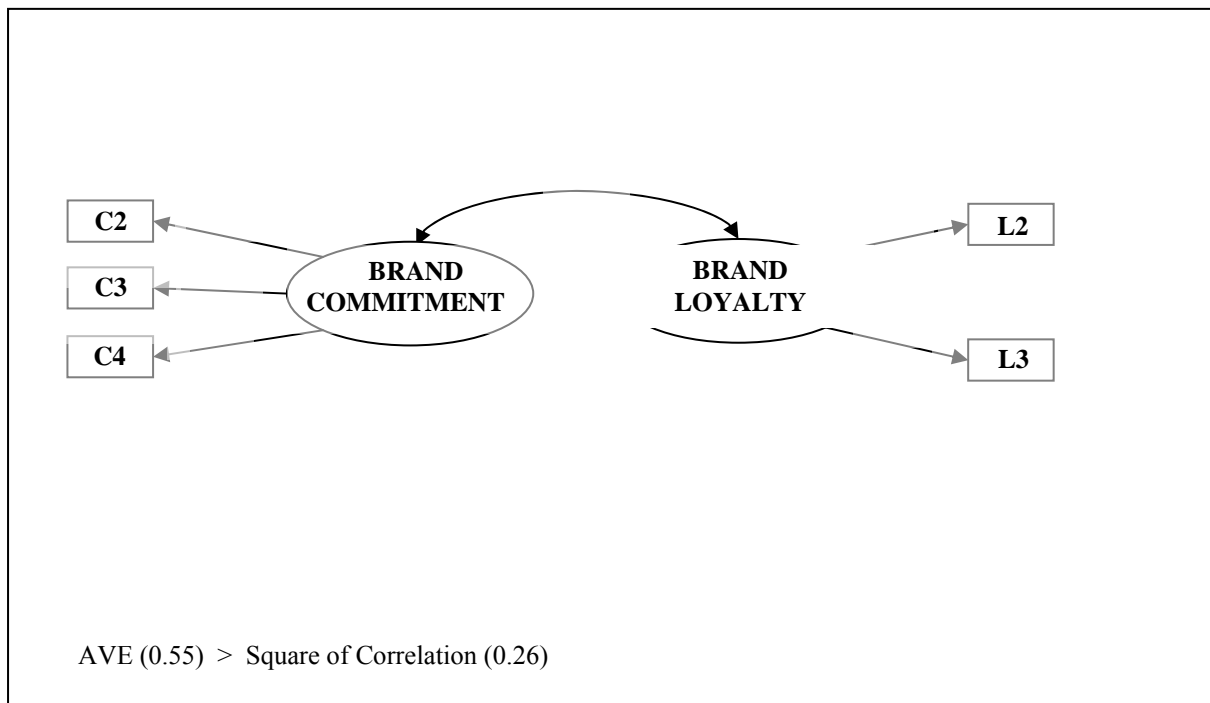 C2
C3
C4
BRAND
COMMITMENT
BRAND
LOYALTY
L2
L3
AVE (0.55) > Square of Correlation (0.26)